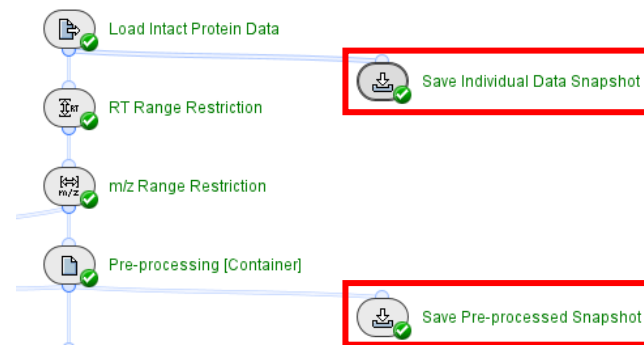 Load Intact Protein Data
Save Individual Data Snapshot
RT
RT Range Restriction
m/z
m/z Range Restriction
Pre-processing [Container]
Save Pre-processed Snapshot